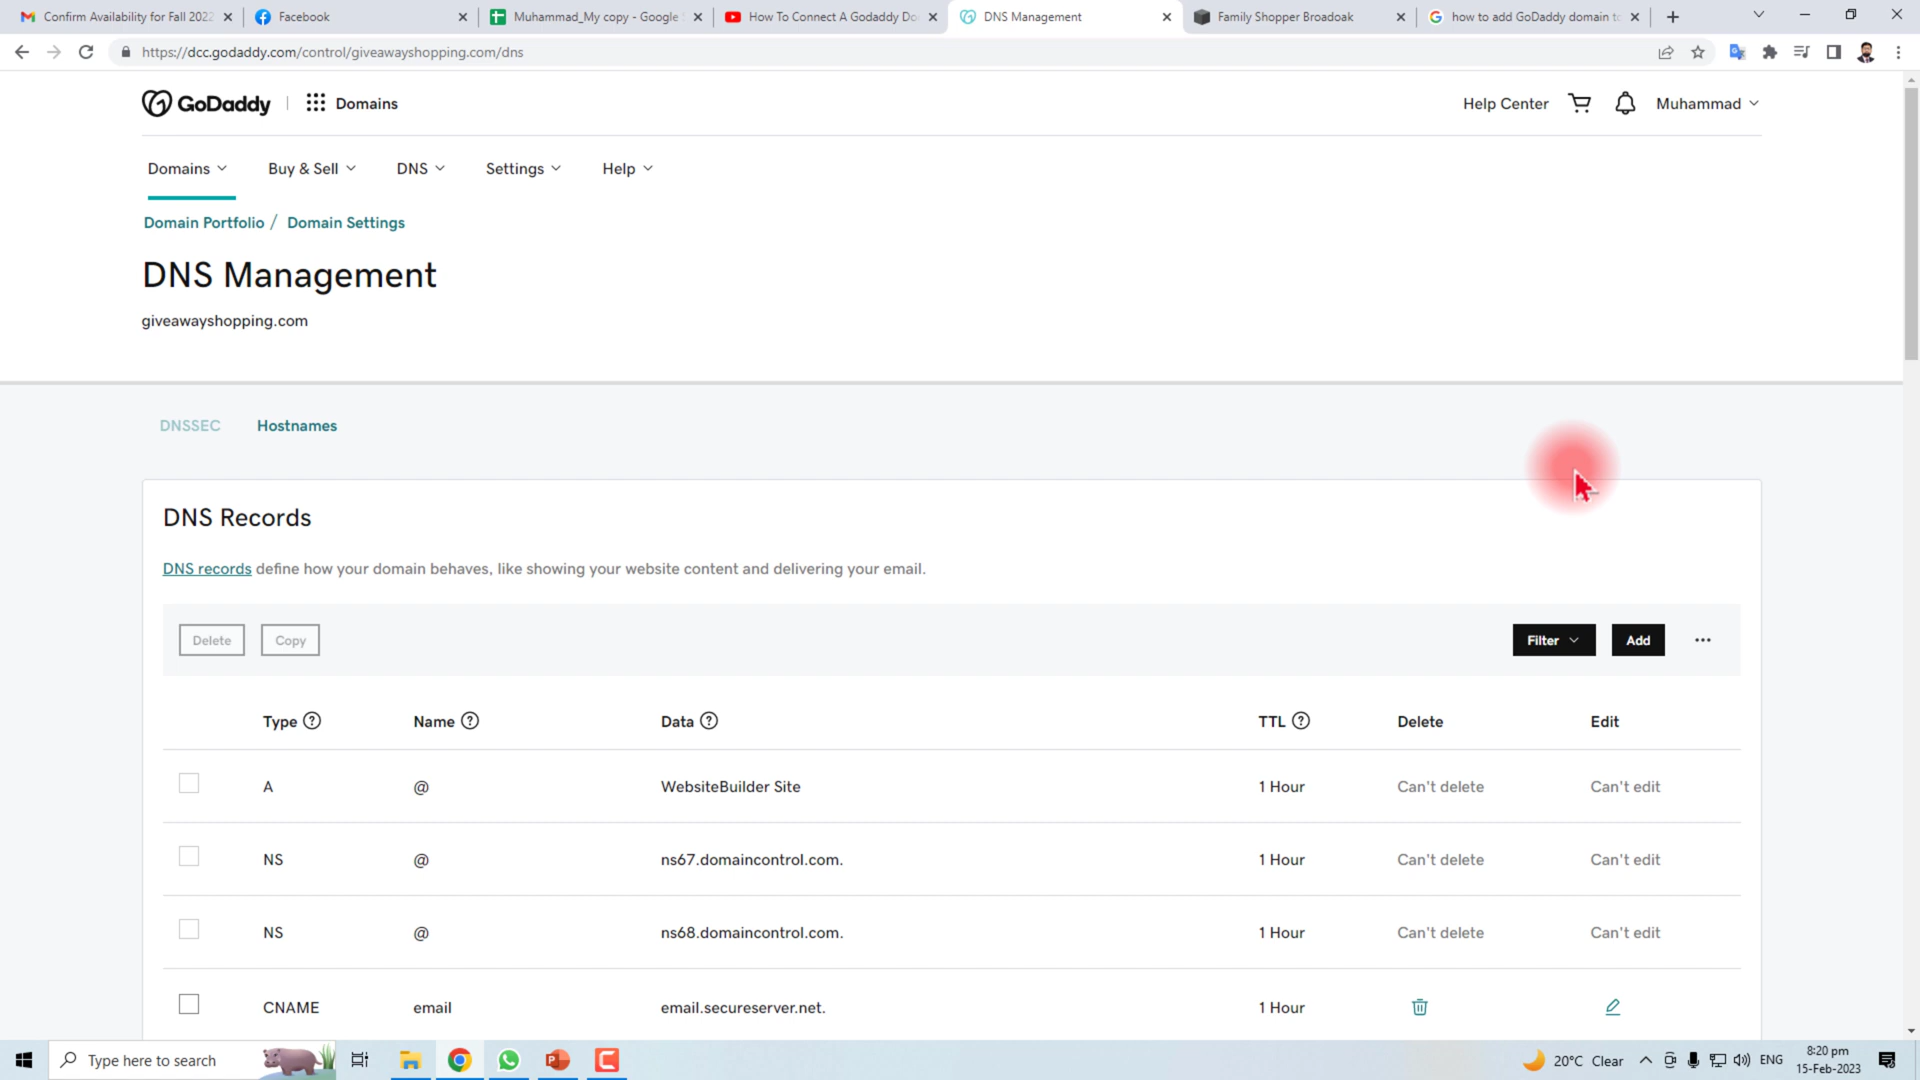 Confirm Availability for Fall 2022
Facebook
Muhammad_My copy - Google
How To Connect A Godaddy Do
DNS Management
Family Shopper Broadoak
how to add GoDaddy domain to
https://dcc.godaddy.com/control/giveawayshopping.com/dns
GoDaddy
Domains
Help Center
Muhammad
Domains
Buy & Sell
DNS
Settings
Help
Domain Portfolio / Domain Settings
DNS Management
giveawayshopping.com
DNSSEC
Hostnames
DNS Records
DNS records define how your domain behaves, like showing your website content and delivering your email.
Delete
Copy
Filter
Add
Type Name Data TTL Delete Edit
A @ WebsiteBuilder Site 1 Hour Can't delete Can't edit
NS @ ns67.domaincontrol.com. 1 Hour Can't delete Can't edit
NS @ ns68.domaincontrol.com. 1 Hour Can't delete Can't edit
CNAME email email.secureserver.net. 1 Hour
Type here to search
20°C Clear
ENG
8:20 pm
15-Feb-2023